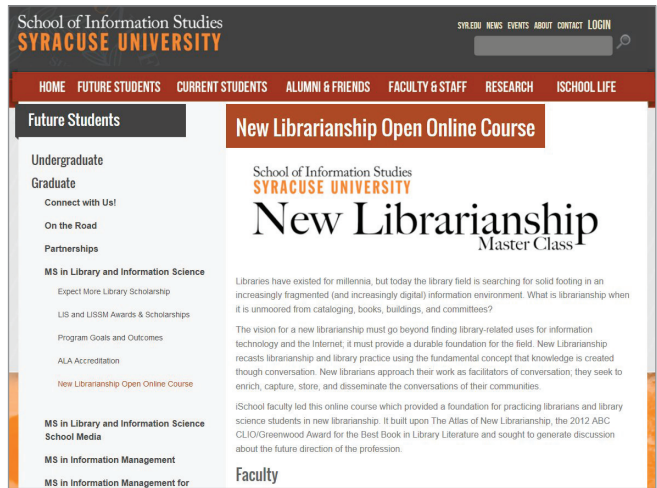 School of Information Studies
SYRACUSE UNIVERSITY
SYR.EDU NEWS EVENTS ABOUT CONTACT LOGIN
HOME FUTURE STUDENTS CURRENT STUDENTS ALUMNI & FRIENDS FACULTY & STAFF RESEARCH ISCHOOL LIFE
Future Students
Undergraduate
Graduate
Connect with Us!
On the Road
Partnerships
MS in Library and Information Science
Expect More Library Scholarship
LIS and LISSM Awards & Scholarships
Program Goals and Outcomes
ALA Accreditation
New Librarianship Open Online Course
MS in Library and Information Science
School Media
MS in Information Management
MS in Information Management for
New Librarianship Open Online Course
School of Information Studies
SYRACUSE UNIVERSITY
New Librarianship
Master Class
Libraries have existed for millennia, but today the library field is searching for solid footing in an
increasingly fragmented (and increasingly digital) information environment. What is librarianship when
it is unmoored from cataloging, books, buildings, and committees?
The vision for a new librarianship must go beyond finding library-related uses for information
technology and the Internet; it must provide a durable foundation for the field. New Librarianship
recasts librarianship and library practice using the fundamental concept that knowledge is created
though conversation. New librarians approach their work as facilitators of conversation; they seek to
enrich, capture, store, and disseminate the conversations of their communities.
iSchool faculty led this online course which provided a foundation for practicing librarians and library
science students in new librarianship. It built upon The Atlas of New Librarianship, the 2012 ABC
CLIO/Greenwood Award for the Best Book in Library Literature and sought to generate discussion
about the future direction of the profession.
Faculty